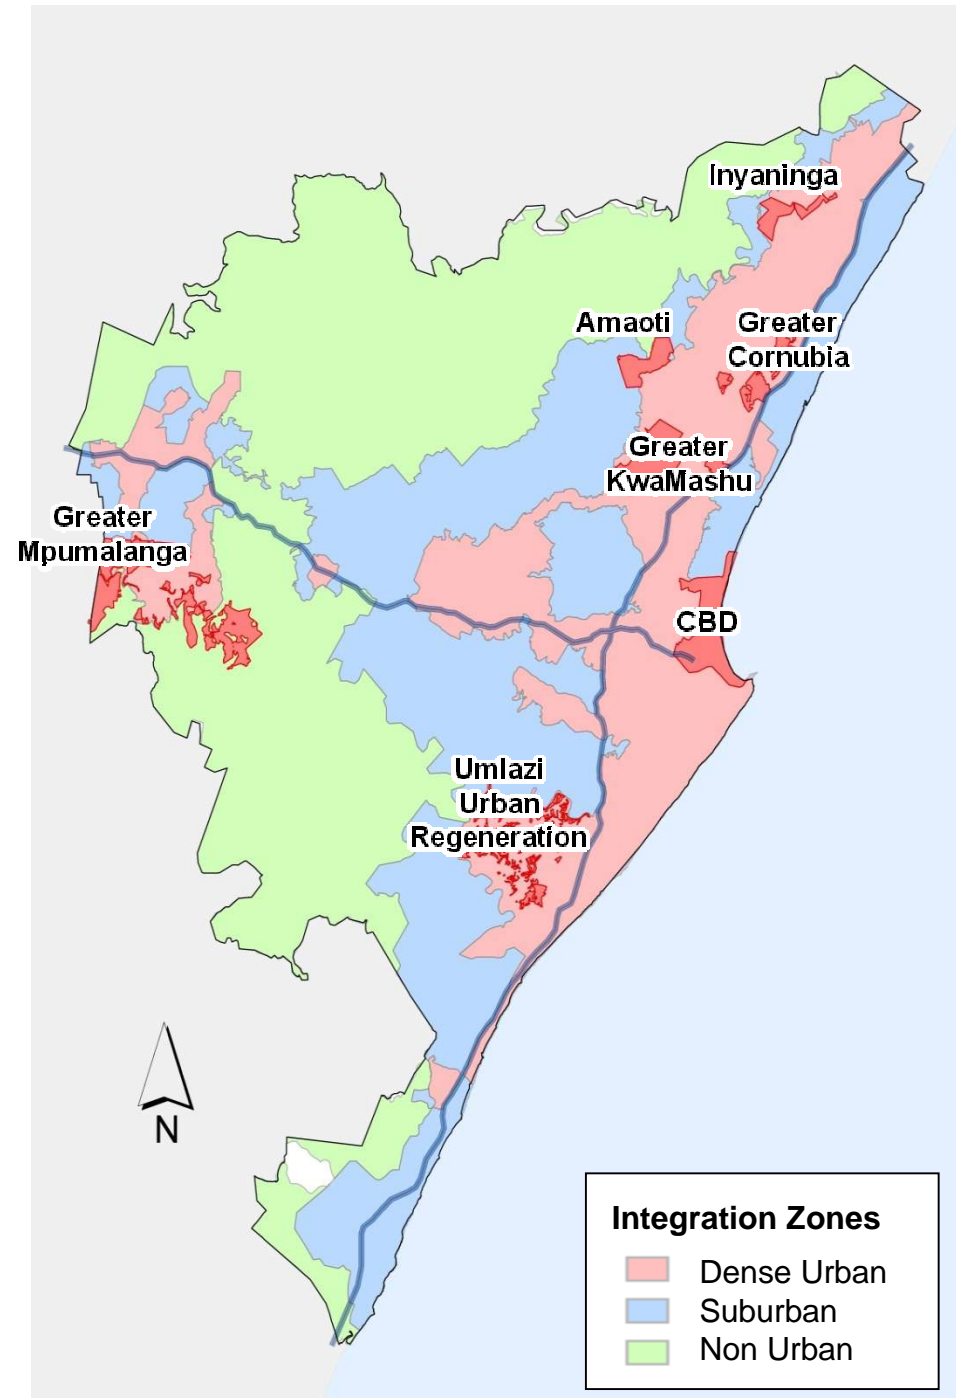 Inyaninga
Amaoti
Greater
Cornubia
Greater
KwaMashu
Greater
Mpumalanga
CBD
Umlazi
Urban
Regeneration
N
Integration Zones
Dense Urban
Suburban
Non Urban